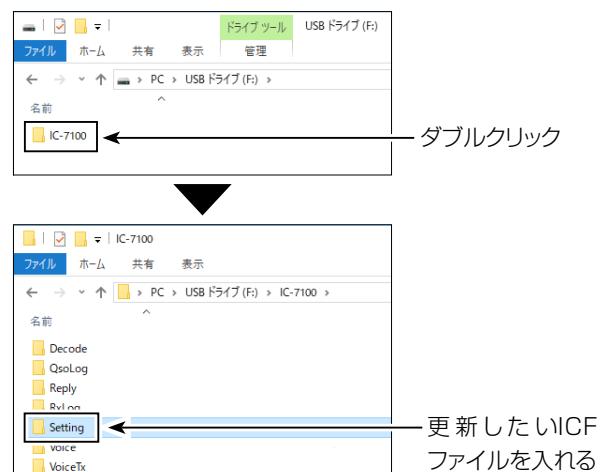 ドライブ ツール USB ドライブ (F:)
ファイル ホーム 共有 表示 管理
PC › USB ドライブ (F:) ›
名前
IC-7100
ダブルクリック
IC-7100
ファイル ホーム 共有 表示
PC › USB ドライブ (F:) › IC-7100 ›
名前
Decode
QsoLog
Reply
RxLog
Setting
更新したいICF
ファイルを入れる
Voice
VoiceTx